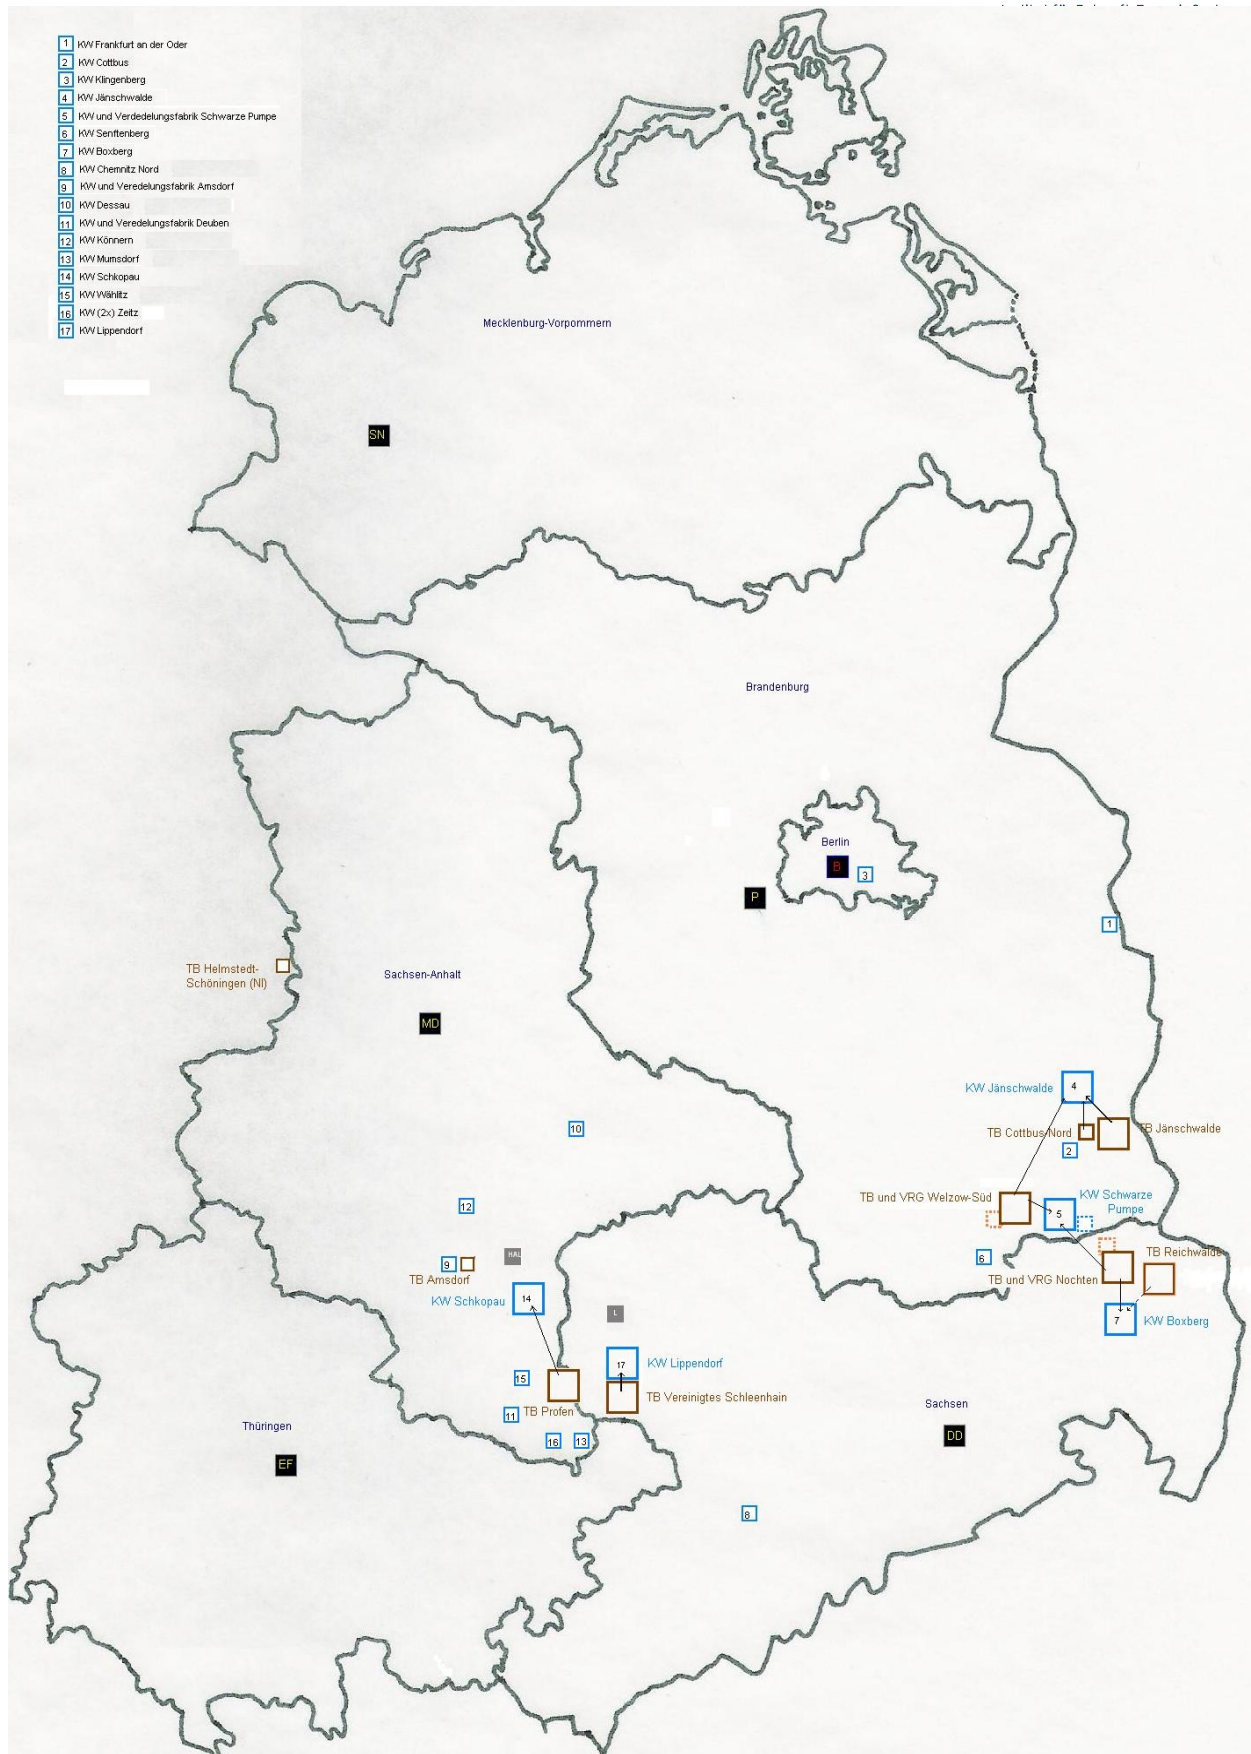 1 KW Frankfurt an der Oder
2 KW Cottbus
3 KW Klingenberg
4 KW Jänschwalde
5 KW und Verdedelungsfabrik Schwarze Pumpe
6 KW Senftenberg
7 KW Boxberg
8 KW Chemnitz Nord
9 KW und Veredelungsfabrik Amsdorf
10 KW Dessau
11 KW und Veredelungsfabrik Deuben
12 KW Könnern
13 KW Mumsdorf
14 KW Schkopau
15 KW Wählitz
16 KW (2x) Zeitz
17 KW Lippendorf
Mecklenburg-Vorpommern
SN
Brandenburg
Berlin
B
3
P
1
TB Helmstedt-
Schöningen (NI)
Sachsen-Anhalt
MD
KW Jänschwalde
4
10
TB Cottbus-Nord
TB Jänschwalde
2
TB und VRG Welzow-Süd
KW Schwarze
Pumpe
5
12
HAL
6
TB Reichwalde
9
TB Amsdorf
TB und VRG Nochten
KW Schkopau
14
L
7
KW Boxberg
17
KW Lippendorf
15
TB Vereinigtes Schleenhain
11
TB Profen
Sachsen
Thüringen
DD
16
13
EF
8